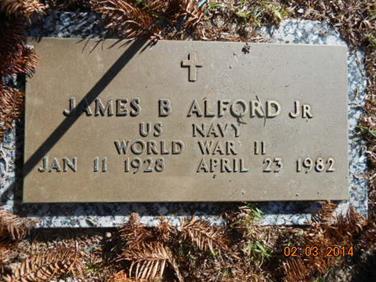 JAMES B ALFORD JR
US NAVY
WORLD WAR II
JAN 11 1928 APRIL 23 1982
02/03/2014